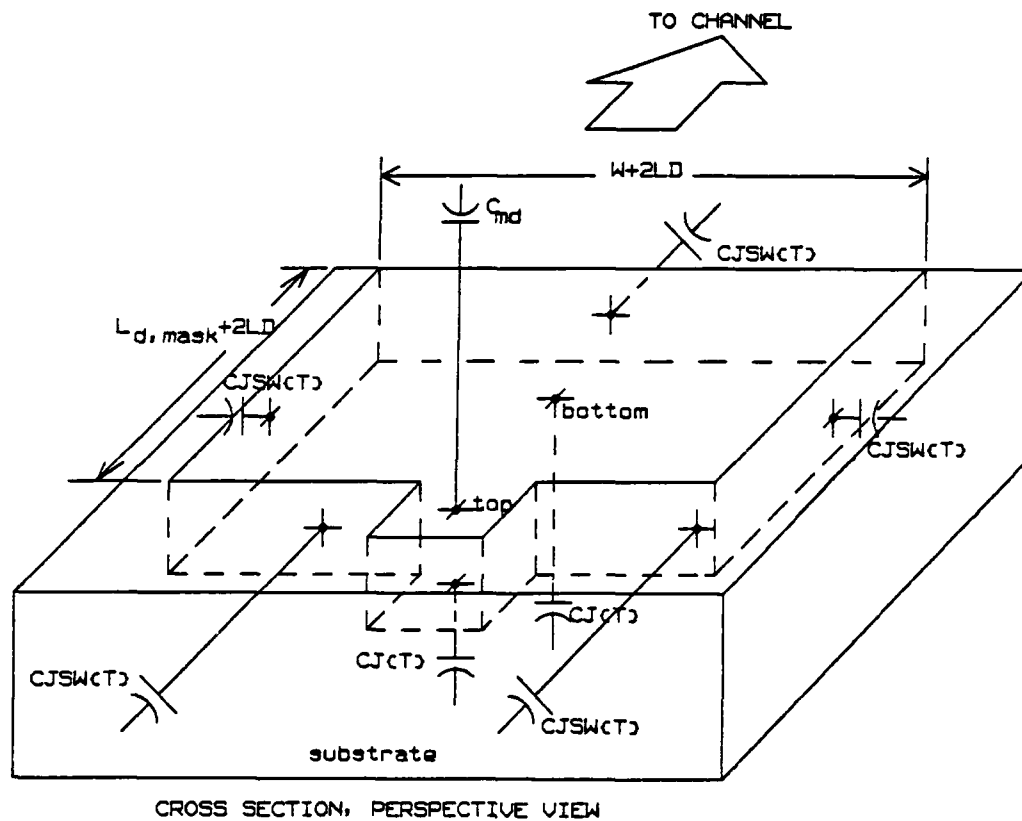 TO CHANNEL
W+2LD
Cmd
CJSW(T)
Ld,mask+2LD
CJSW(T)
bottom
CJSW(T)
top
CJ(T)
CJ(T)
CJSW(T)
CJSW(T)
substrate
CROSS SECTION, PERSPECTIVE VIEW